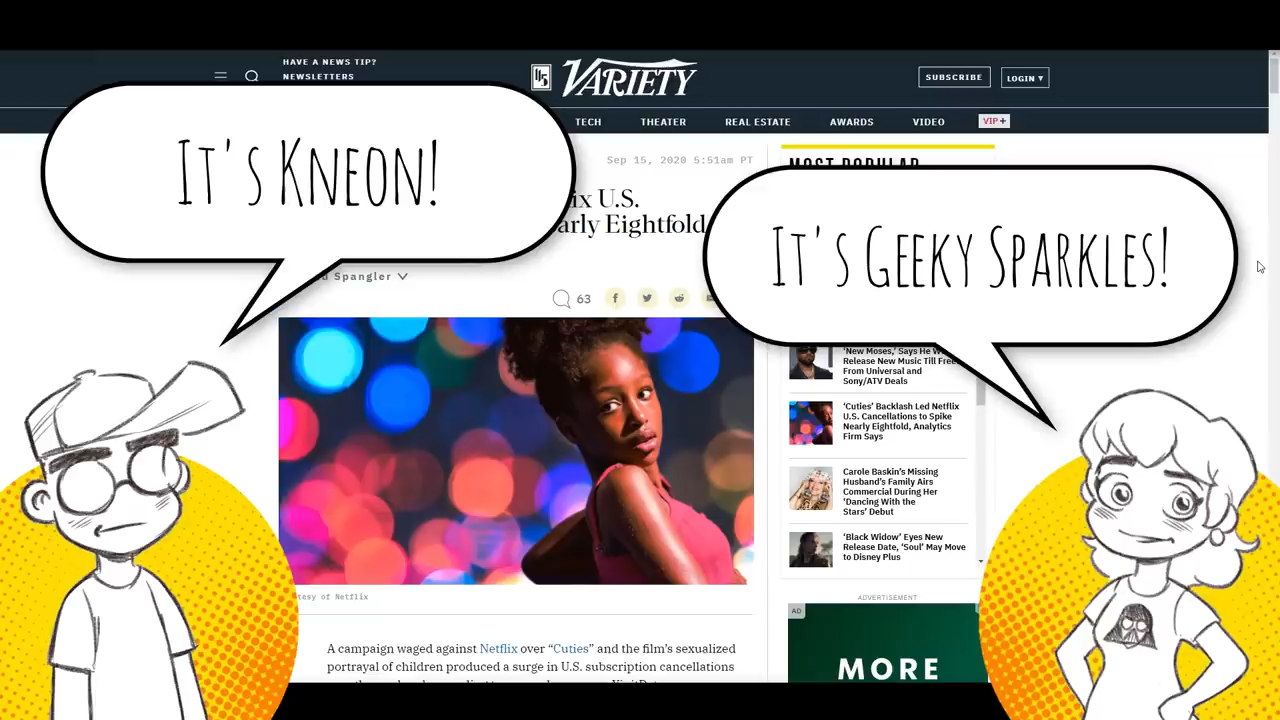 HAVE A NEWS TIP?
NEWSLETTERS
VARIETY
SUBSCRIBE
LOGIN
TECH
THEATER
REAL ESTATE
AWARDS
VIDEO
VIP+
It's Kneon!
Sep 15, 2020 5:51am PT
MOST POPULAR
U.S.
Eightfold
It's Geeky Sparkles!
Spangler
63
'New Moses,' Says He
Release New Music Till
From Universal and
Sony/ATV Deals
'Cuties' Backlash Led Netflix
U.S. Cancellations to Spike
Nearly Eightfold, Analytics
Firm Says
Carole Baskin's Missing
Husband's Family Airs
Commercial During Her
'Dancing With the
Stars' Debut
'Black Widow' Eyes New
Release Date, 'Soul' May Move
to Disney Plus
of Netflix
ADVERTISEMENT
AD
MORE
A campaign waged against Netflix over “Cuties” and the film's sexualized
portrayal of children produced a surge in U.S. subscription cancellations